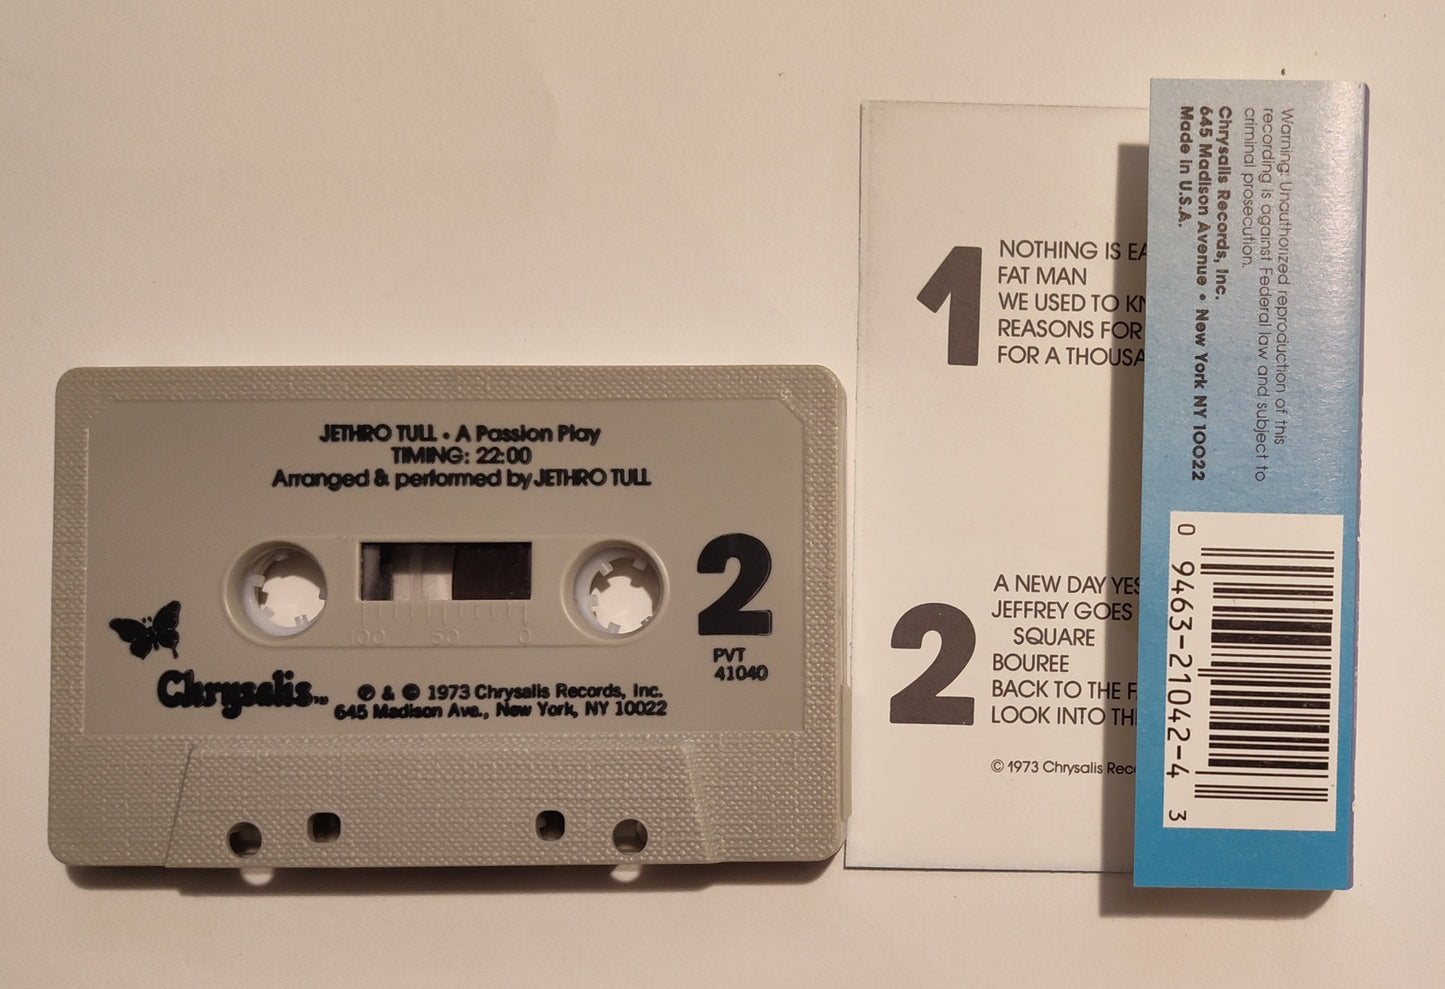 JETHRO TULL • A Passion Play
TIMING: 22:00
Arranged & performed by JETHRO TULL
100 50 0
2
PVT
41040
Chrysalis™
℗ & © 1973 Chrysalis Records, Inc.
645 Madison Ave., New York, NY 10022
1
NOTHING IS EA
FAT MAN
WE USED TO KN
REASONS FOR
FOR A THOUSA
2
A NEW DAY YES
JEFFREY GOES
SQUARE
BOUREE
BACK TO THE FA
LOOK INTO TH
© 1973 Chrysalis Reco
Warning: Unauthorized reproduction of this
recording is against Federal law and subject to
criminal prosecution.
Chrysalis Records, Inc.
645 Madison Avenue • New York NY 10022
Made in U.S.A.
0 9463-21042-4 3